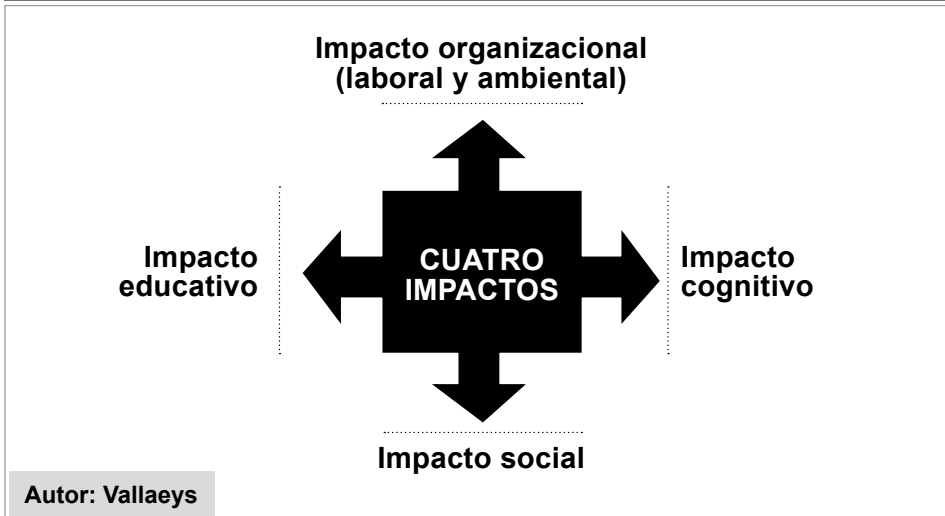 Impacto organizacional
(laboral y ambiental)
Impacto
educativo
CUATRO
IMPACTOS
Impacto
cognitivo
Impacto social
Autor: Vallaeys